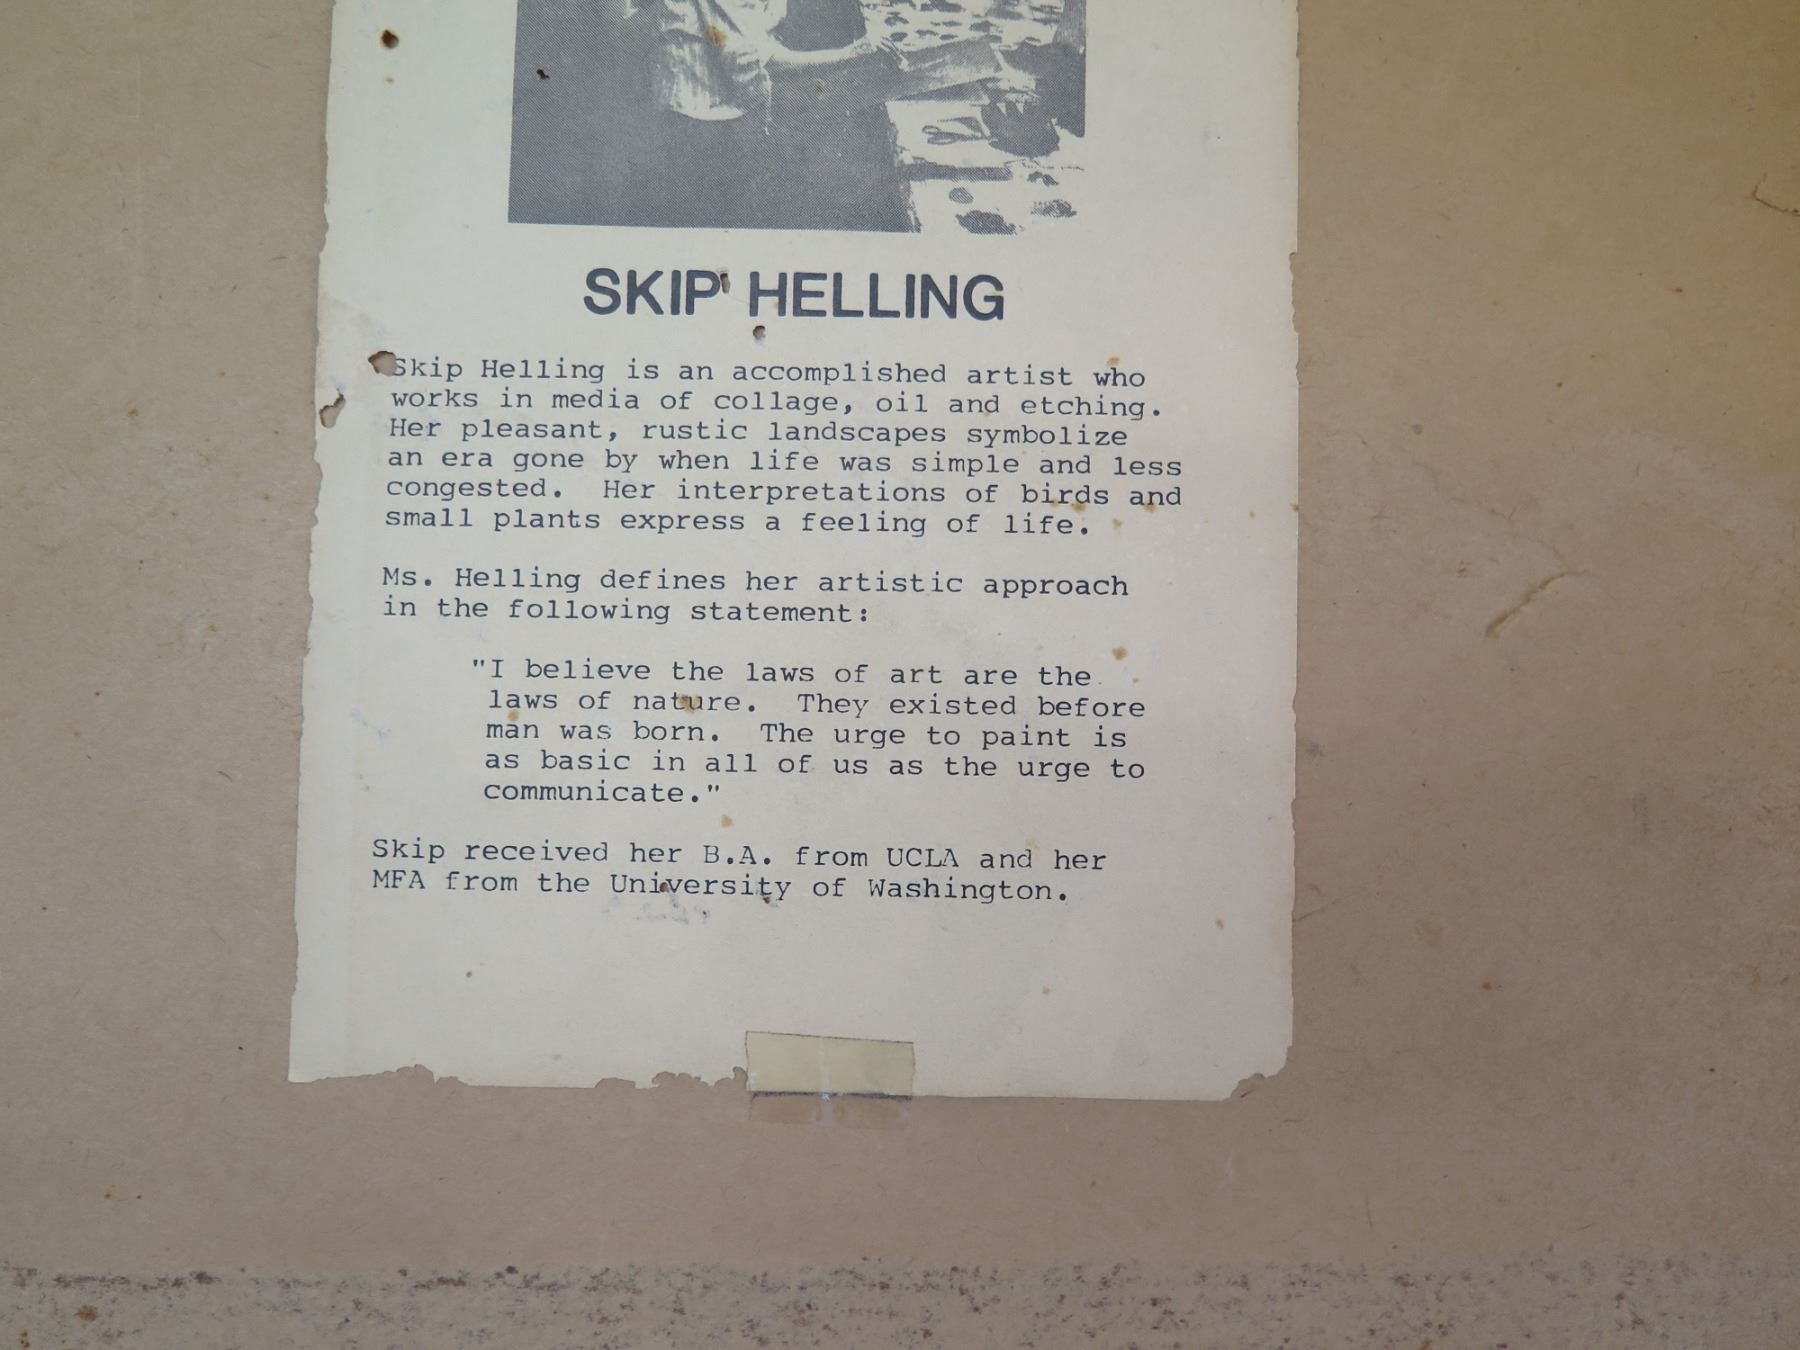 SKIP HELLING
Skip Helling is an accomplished artist who
works in media of collage, oil and etching.
Her pleasant, rustic landscapes symbolize
an era gone by when life was simple and less
congested. Her interpretations of birds and
small plants express a feeling of life.
Ms. Helling defines her artistic approach
in the following statement:
"I believe the laws of art are the
laws of nature. They existed before
man was born. The urge to paint is
as basic in all of us as the urge to
communicate."
Skip received her B.A. from UCLA and her
MFA from the University of Washington.